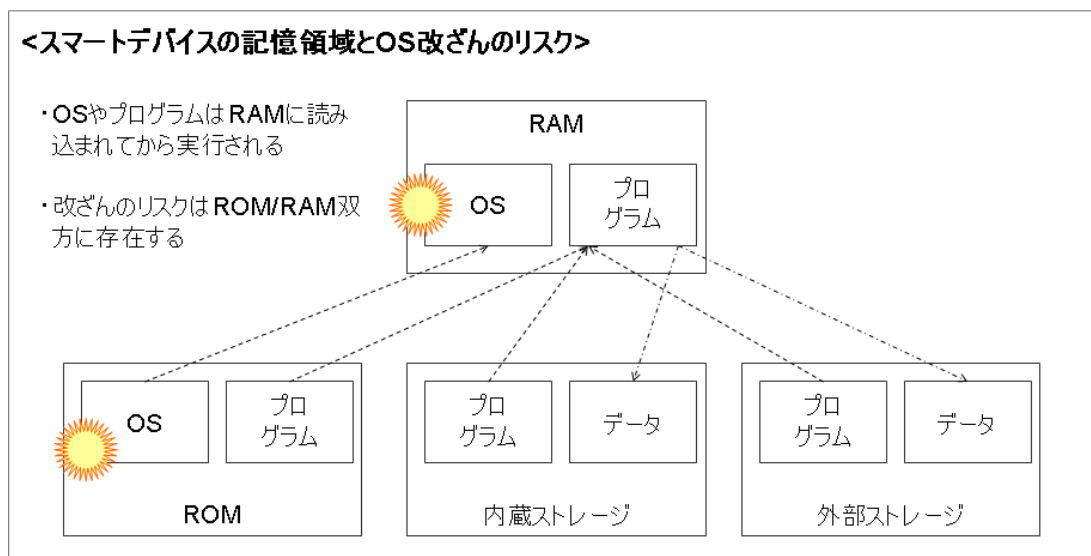 <スマートデバイスの記憶領域とOS改ざんのリスク>
・OSやプログラムはRAMに読み
込まれてから実行される
・改ざんのリスクはROM/RAM双
方に存在する
RAM
OS
プロ
グラム
OS
プロ
グラム
ROM
プロ
グラム
データ
内蔵ストレージ
プロ
グラム
データ
外部ストレージ